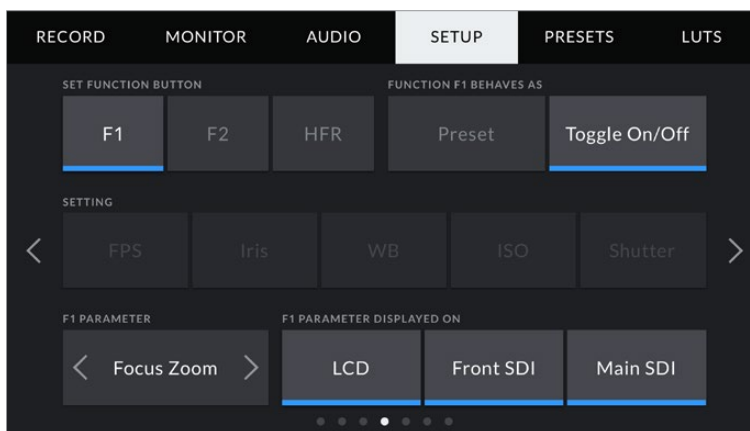 RECORD MONITOR AUDIO SETUP PRESETS LUTS
SET FUNCTION BUTTON FUNCTION F1 BEHAVES AS
F1 F2 HFR Preset Toggle On/Off
SETTING
FPS Iris WB ISO Shutter
F1 PARAMETER F1 PARAMETER DISPLAYED ON
Focus Zoom LCD Front SDI Main SDI